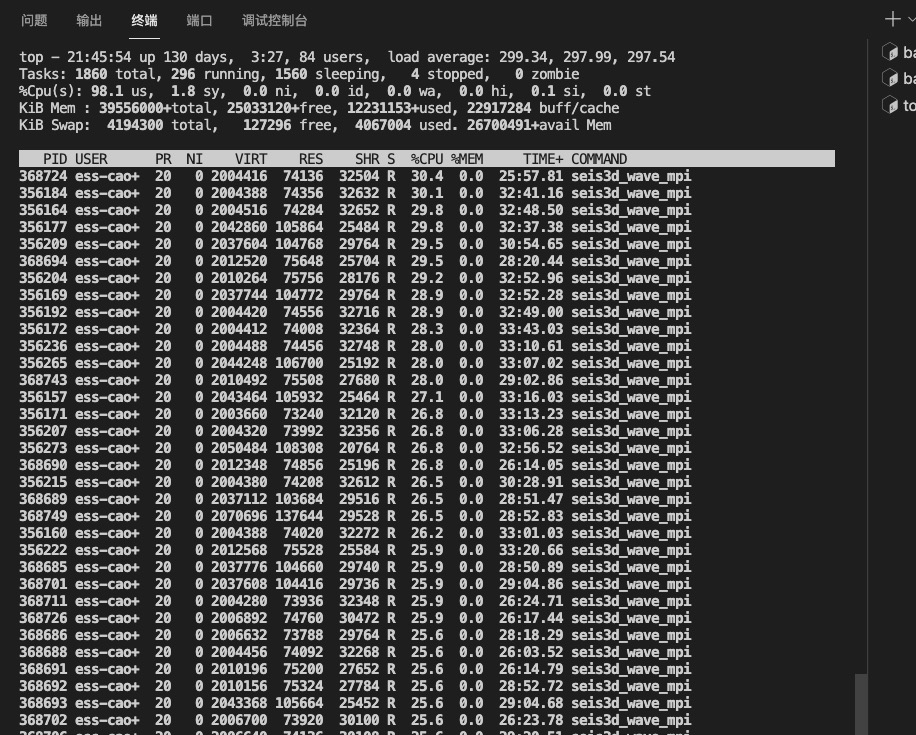 问题 输出 终端 端口 调试控制台
top - 21:45:54 up 130 days,  3:27, 84 users,  load average: 299.34, 297.99, 297.54
Tasks: 1860 total, 296 running, 1560 sleeping,   4 stopped,   0 zombie
%Cpu(s): 98.1 us,  1.8 sy,  0.0 ni,  0.0 id,  0.0 wa,  0.0 hi,  0.1 si,  0.0 st
KiB Mem : 39556000+total, 25033120+free, 12231153+used, 22917284 buff/cache
KiB Swap:  4194300 total,   127296 free,  4067004 used. 26700491+avail Mem
PID USER PR NI VIRT RES SHR S %CPU %MEM TIME+ COMMAND
368724 ess-cao+ 20 0 2004416 74136 32504 R 30.4 0.0 25:57.81 seis3d_wave_mpi
356184 ess-cao+ 20 0 2004388 74356 32632 R 30.1 0.0 32:41.16 seis3d_wave_mpi
356164 ess-cao+ 20 0 2004516 74284 32652 R 29.8 0.0 32:48.50 seis3d_wave_mpi
356177 ess-cao+ 20 0 2042860 105864 25484 R 29.8 0.0 32:37.38 seis3d_wave_mpi
356209 ess-cao+ 20 0 2037604 104768 29764 R 29.5 0.0 30:54.65 seis3d_wave_mpi
368694 ess-cao+ 20 0 2012520 75648 25704 R 29.5 0.0 28:20.44 seis3d_wave_mpi
356204 ess-cao+ 20 0 2010264 75756 28176 R 29.2 0.0 32:52.96 seis3d_wave_mpi
356169 ess-cao+ 20 0 2037744 104772 29764 R 28.9 0.0 32:52.28 seis3d_wave_mpi
356192 ess-cao+ 20 0 2004420 74556 32716 R 28.9 0.0 32:49.00 seis3d_wave_mpi
356172 ess-cao+ 20 0 2004412 74008 32364 R 28.3 0.0 33:43.03 seis3d_wave_mpi
356236 ess-cao+ 20 0 2004488 74456 32748 R 28.0 0.0 33:10.61 seis3d_wave_mpi
356265 ess-cao+ 20 0 2044248 106700 25192 R 28.0 0.0 33:07.02 seis3d_wave_mpi
368743 ess-cao+ 20 0 2010492 75508 27680 R 28.0 0.0 29:02.86 seis3d_wave_mpi
356157 ess-cao+ 20 0 2043464 105932 25464 R 27.1 0.0 33:16.03 seis3d_wave_mpi
356171 ess-cao+ 20 0 2003660 73240 32120 R 26.8 0.0 33:13.23 seis3d_wave_mpi
356207 ess-cao+ 20 0 2004320 73992 32356 R 26.8 0.0 33:06.28 seis3d_wave_mpi
356273 ess-cao+ 20 0 2050484 108308 20764 R 26.8 0.0 32:56.52 seis3d_wave_mpi
368690 ess-cao+ 20 0 2012348 74856 25196 R 26.8 0.0 26:14.05 seis3d_wave_mpi
356215 ess-cao+ 20 0 2004380 74208 32612 R 26.5 0.0 30:28.91 seis3d_wave_mpi
368689 ess-cao+ 20 0 2037112 103684 29516 R 26.5 0.0 28:51.47 seis3d_wave_mpi
368749 ess-cao+ 20 0 2070696 137644 29528 R 26.5 0.0 28:52.83 seis3d_wave_mpi
356160 ess-cao+ 20 0 2004388 74020 32272 R 26.2 0.0 33:01.03 seis3d_wave_mpi
356222 ess-cao+ 20 0 2012568 75528 25584 R 25.9 0.0 33:20.66 seis3d_wave_mpi
368685 ess-cao+ 20 0 2037776 104660 29740 R 25.9 0.0 28:50.89 seis3d_wave_mpi
368701 ess-cao+ 20 0 2037608 104416 29736 R 25.9 0.0 29:04.86 seis3d_wave_mpi
368711 ess-cao+ 20 0 2004280 73936 32348 R 25.9 0.0 26:24.71 seis3d_wave_mpi
368726 ess-cao+ 20 0 2006892 74760 30472 R 25.9 0.0 26:17.44 seis3d_wave_mpi
368686 ess-cao+ 20 0 2006632 73788 29764 R 25.6 0.0 28:18.29 seis3d_wave_mpi
368688 ess-cao+ 20 0 2004456 74092 32268 R 25.6 0.0 26:03.52 seis3d_wave_mpi
368691 ess-cao+ 20 0 2010196 75200 27652 R 25.6 0.0 26:14.79 seis3d_wave_mpi
368692 ess-cao+ 20 0 2010156 75324 27784 R 25.6 0.0 28:52.72 seis3d_wave_mpi
368693 ess-cao+ 20 0 2043368 105664 25452 R 25.6 0.0 29:04.68 seis3d_wave_mpi
368702 ess-cao+ 20 0 2006700 73920 30100 R 25.6 0.0 26:23.78 seis3d_wave_mpi
ba
ba
to